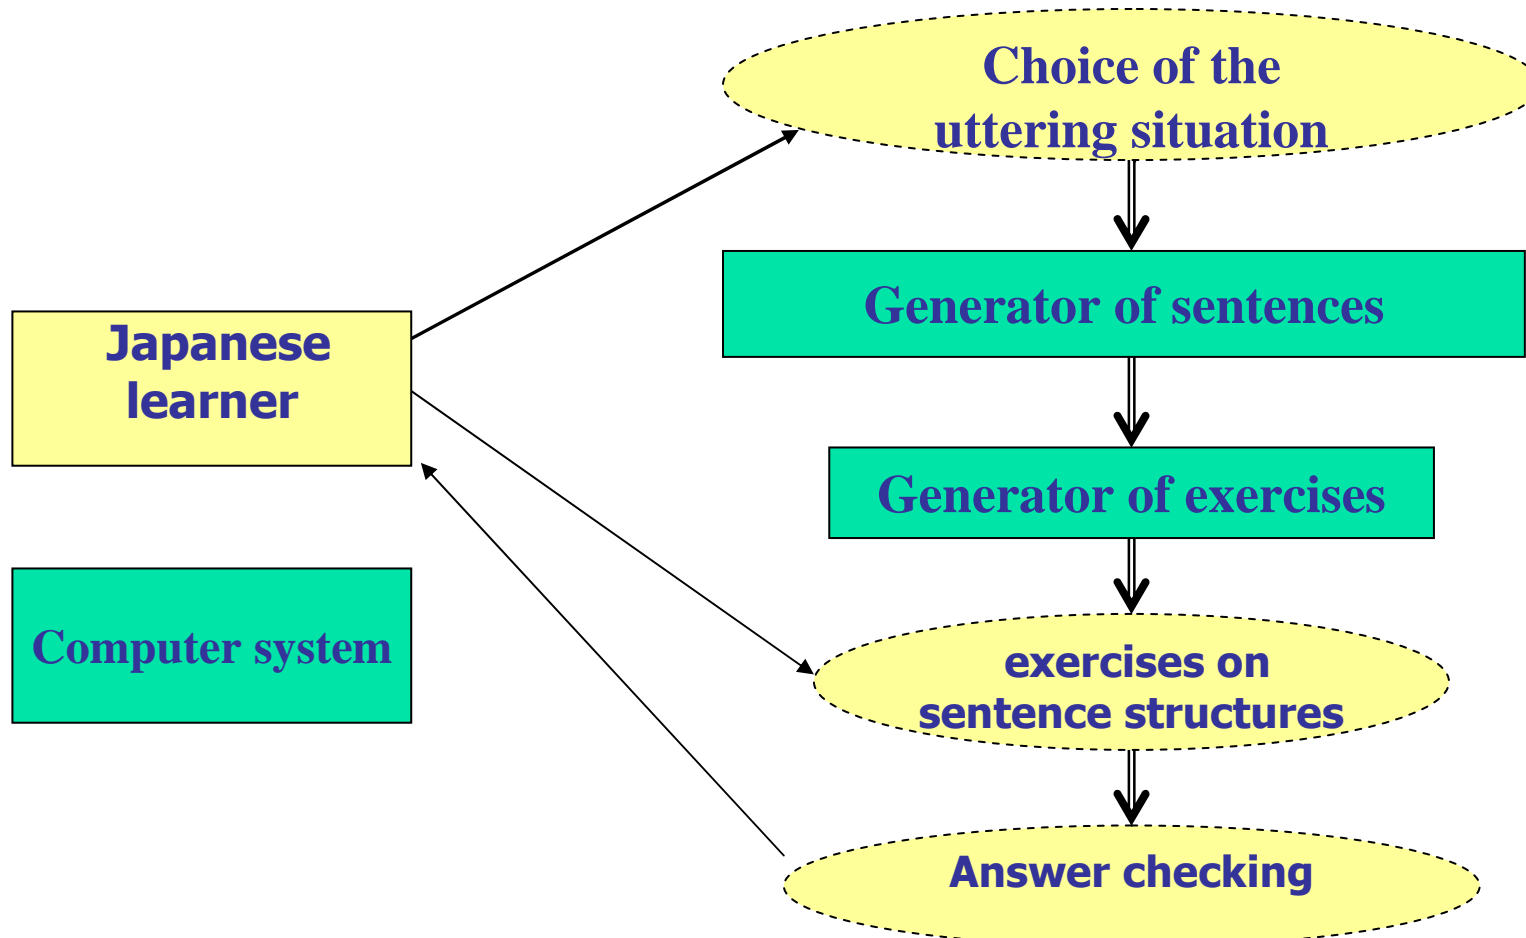 Choice of the
uttering situation
Generator of sentences
Japanese
learner
Generator of exercises
Computer system
exercises on
sentence structures
Answer checking